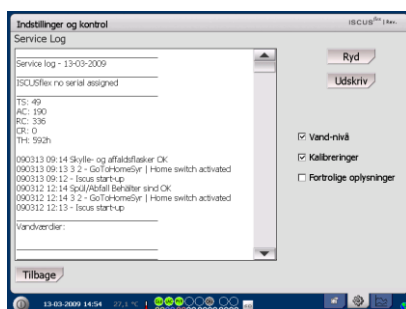 Indstillinger og kontrol
ISCUSflex | Serv.
Service Log
Service log - 13-03-2009
ISCUSflex no serial assigned
TS: 49
AC: 190
RC: 336
CR: 0
TH: 592h
090313 09:14 Skylle- og affaldsflasker OK
090313 09:13 3 2 - GoToHomeSyr | Home switch activated
090313 09:12 - Iscus start-up
090312 12:14 Spül/Abfall Behälter sind OK
090312 12:14 3 2 - GoToHomeSyr | Home switch activated
090312 12:13 - Iscus start-up
Vandværdier:
Ryd
Udskriv
Vand-nivå
Kalibreringer
Fortrolige oplysninger
Tilbage
13-03-2009 14:54 27,1 °C